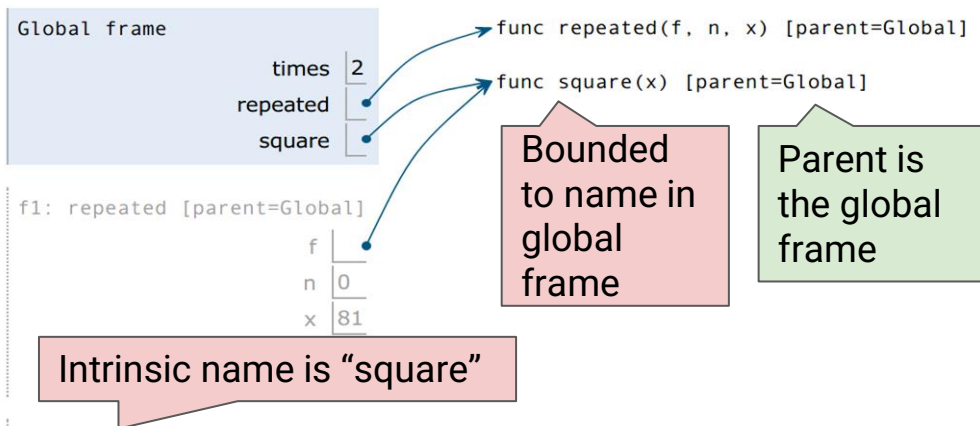 Global frame
times 2
repeated
square
func repeated(f, n, x) [parent=Global]
func square(x) [parent=Global]
Bounded
to name in
global
frame
Parent is
the global
frame
f1: repeated [parent=Global]
f
n 0
x 81
Intrinsic name is “square”